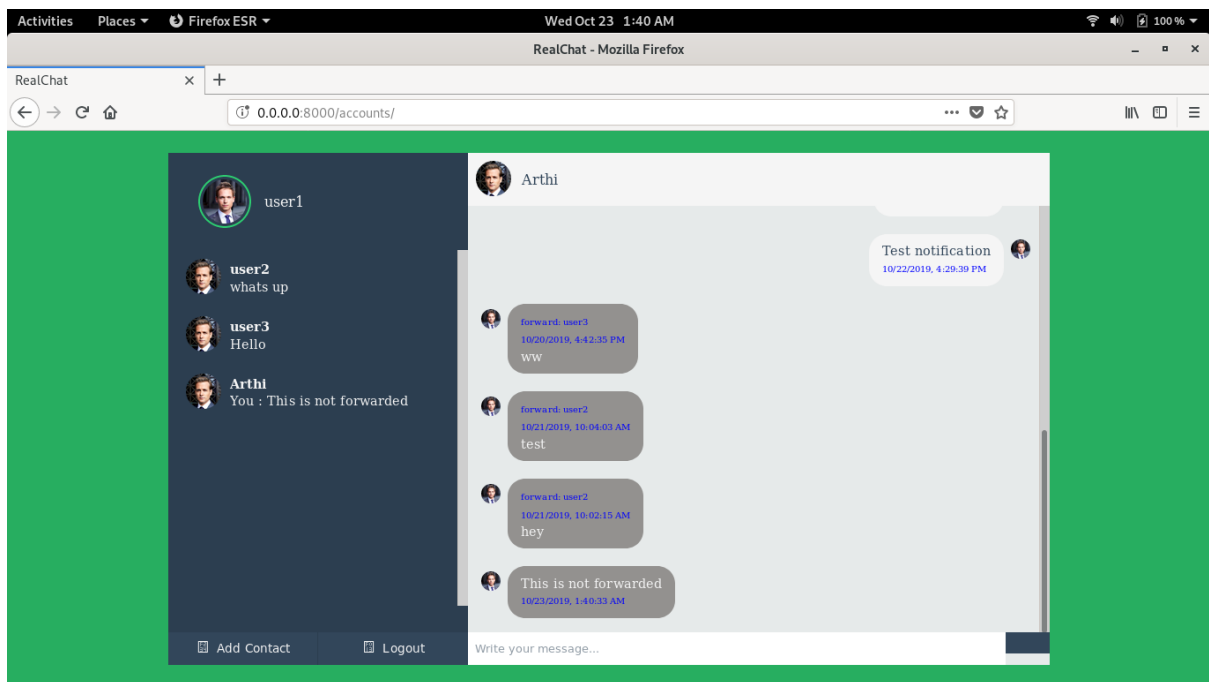 Activities Places Firefox ESR Wed Oct 23 1:40 AM 100 %
RealChat - Mozilla Firefox
RealChat
0.0.0.0:8000/accounts/
user1
user2
whats up
user3
Hello
Arthi
You : This is not forwarded
Add Contact Logout
Arthi
Test notification
10/22/2019, 4:29:39 PM
forward: user3
10/20/2019, 4:42:35 PM
ww
forward: user2
10/21/2019, 10:04:03 AM
test
forward: user2
10/21/2019, 10:02:15 AM
hey
This is not forwarded
10/23/2019, 1:40:33 AM
Write your message...